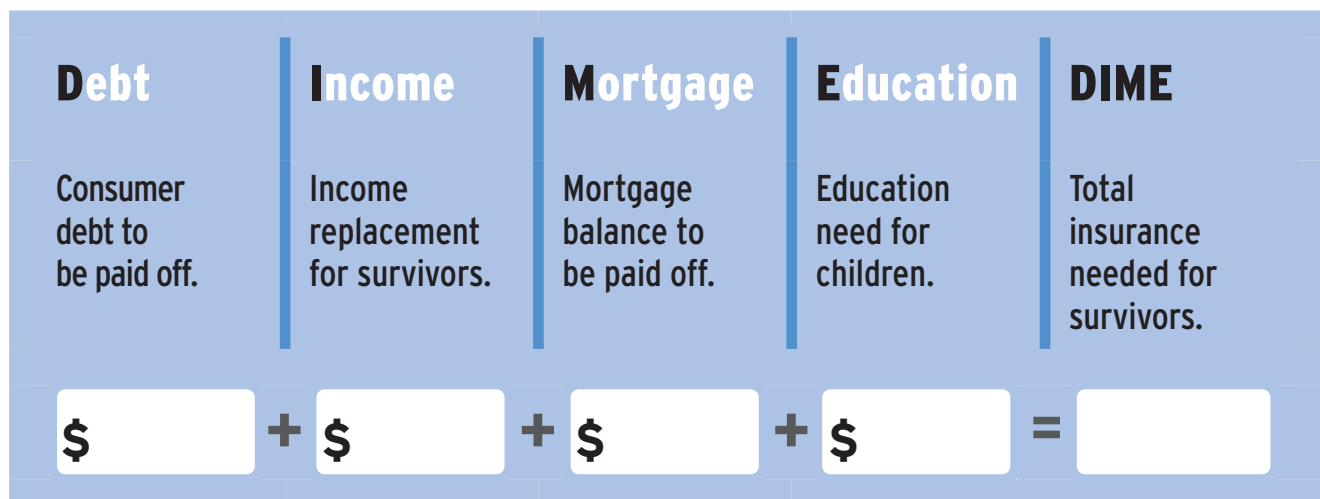 Debt
Consumer
debt to
be paid off.
Income
Income
replacement
for survivors.
Mortgage
Mortgage
balance to
be paid off.
Education
Education
need for
children.
DIME
Total
insurance
needed for
survivors.
$ + $ + $ + $ =